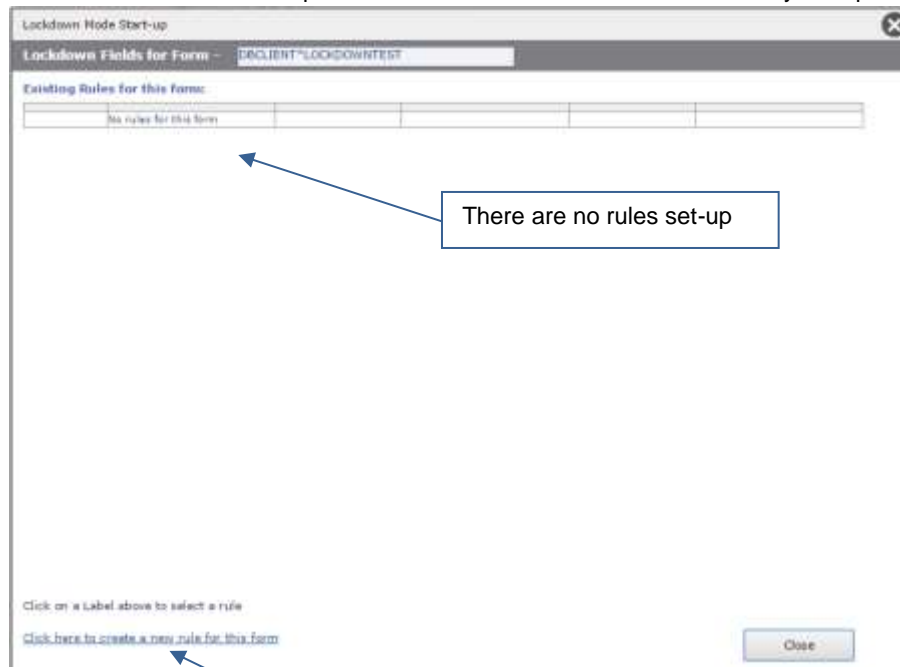 Lockdown Mode Start-up
Lockdown Fields for Form - DBCLIENT^LOCKDOWNTEST
Existing Rules for this form:
No rules for this form
There are no rules set-up
Click on a Label above to select a rule
Click here to create a new rule for this form
Close